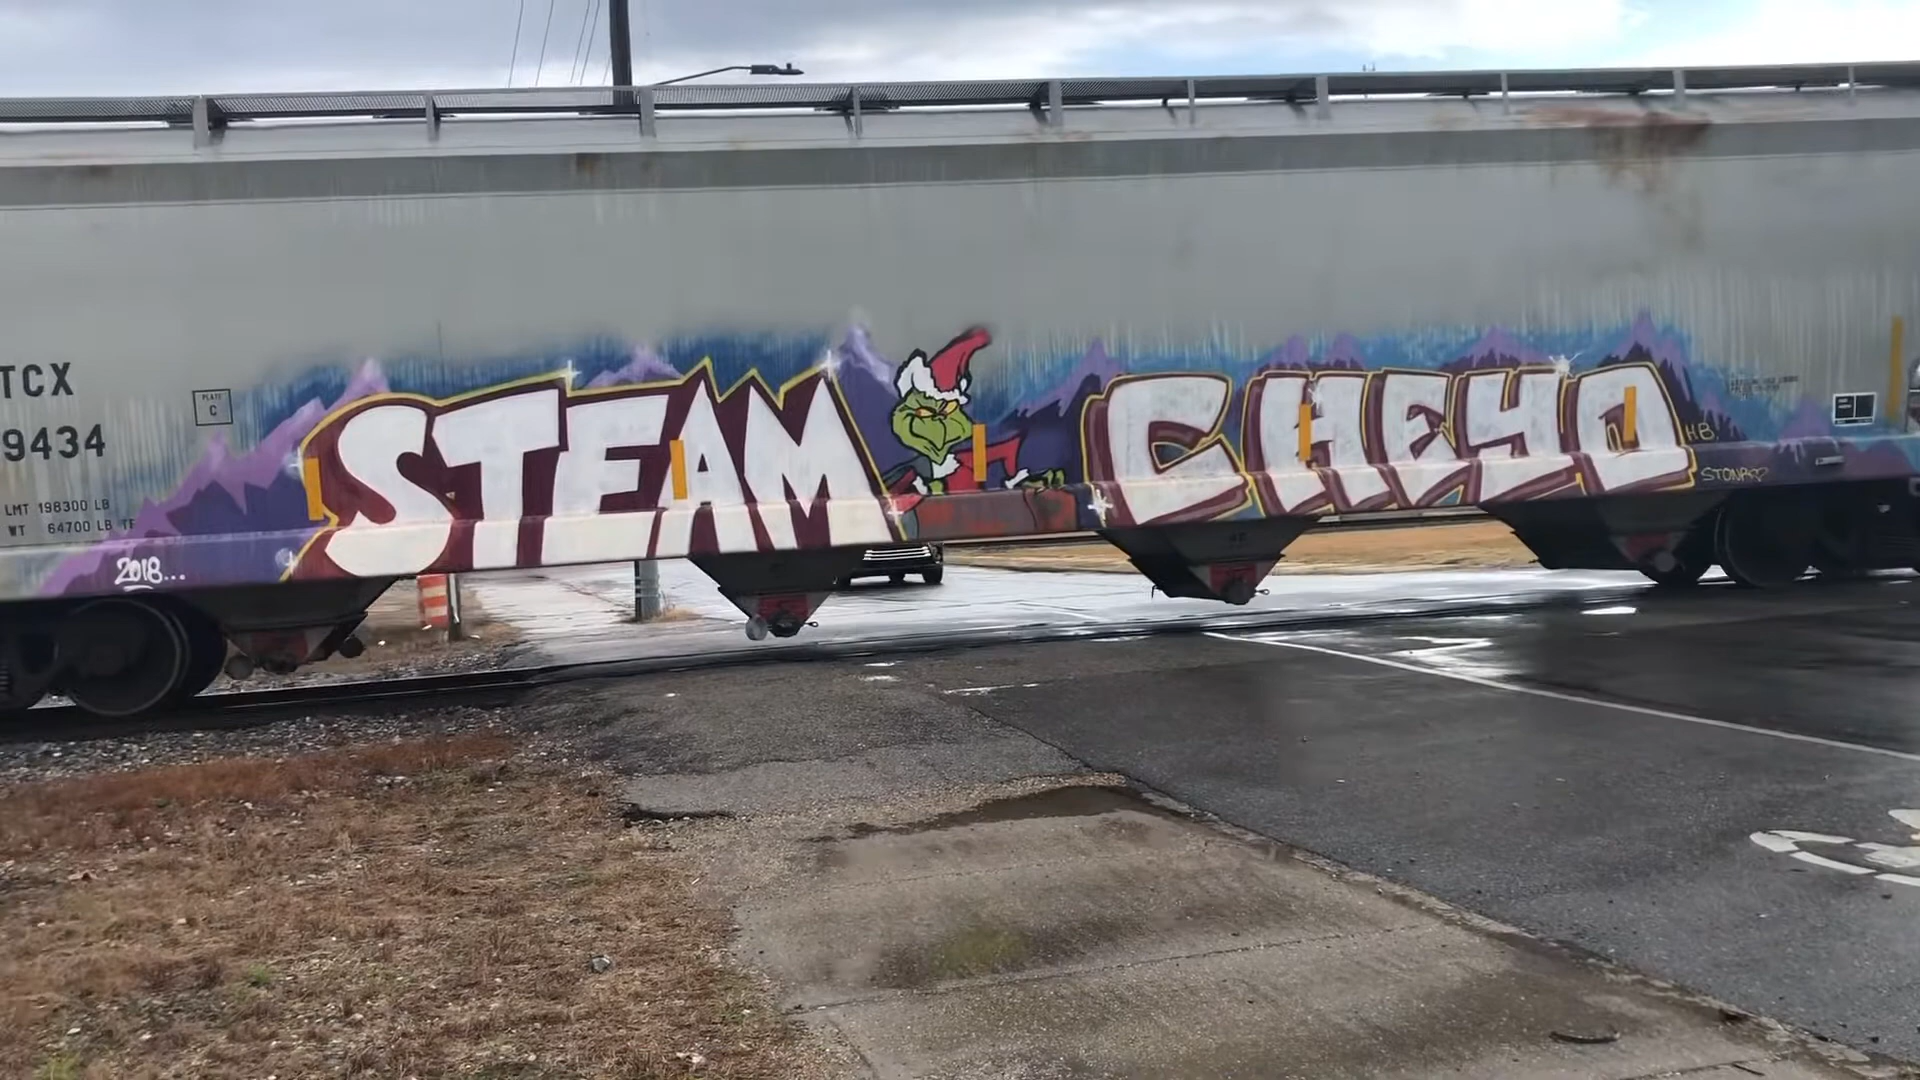 TCX
9434
PLATE
C
LMT 198300 LB
WT 64700 LB
2018...
STEAM
CHEYO
H.B.